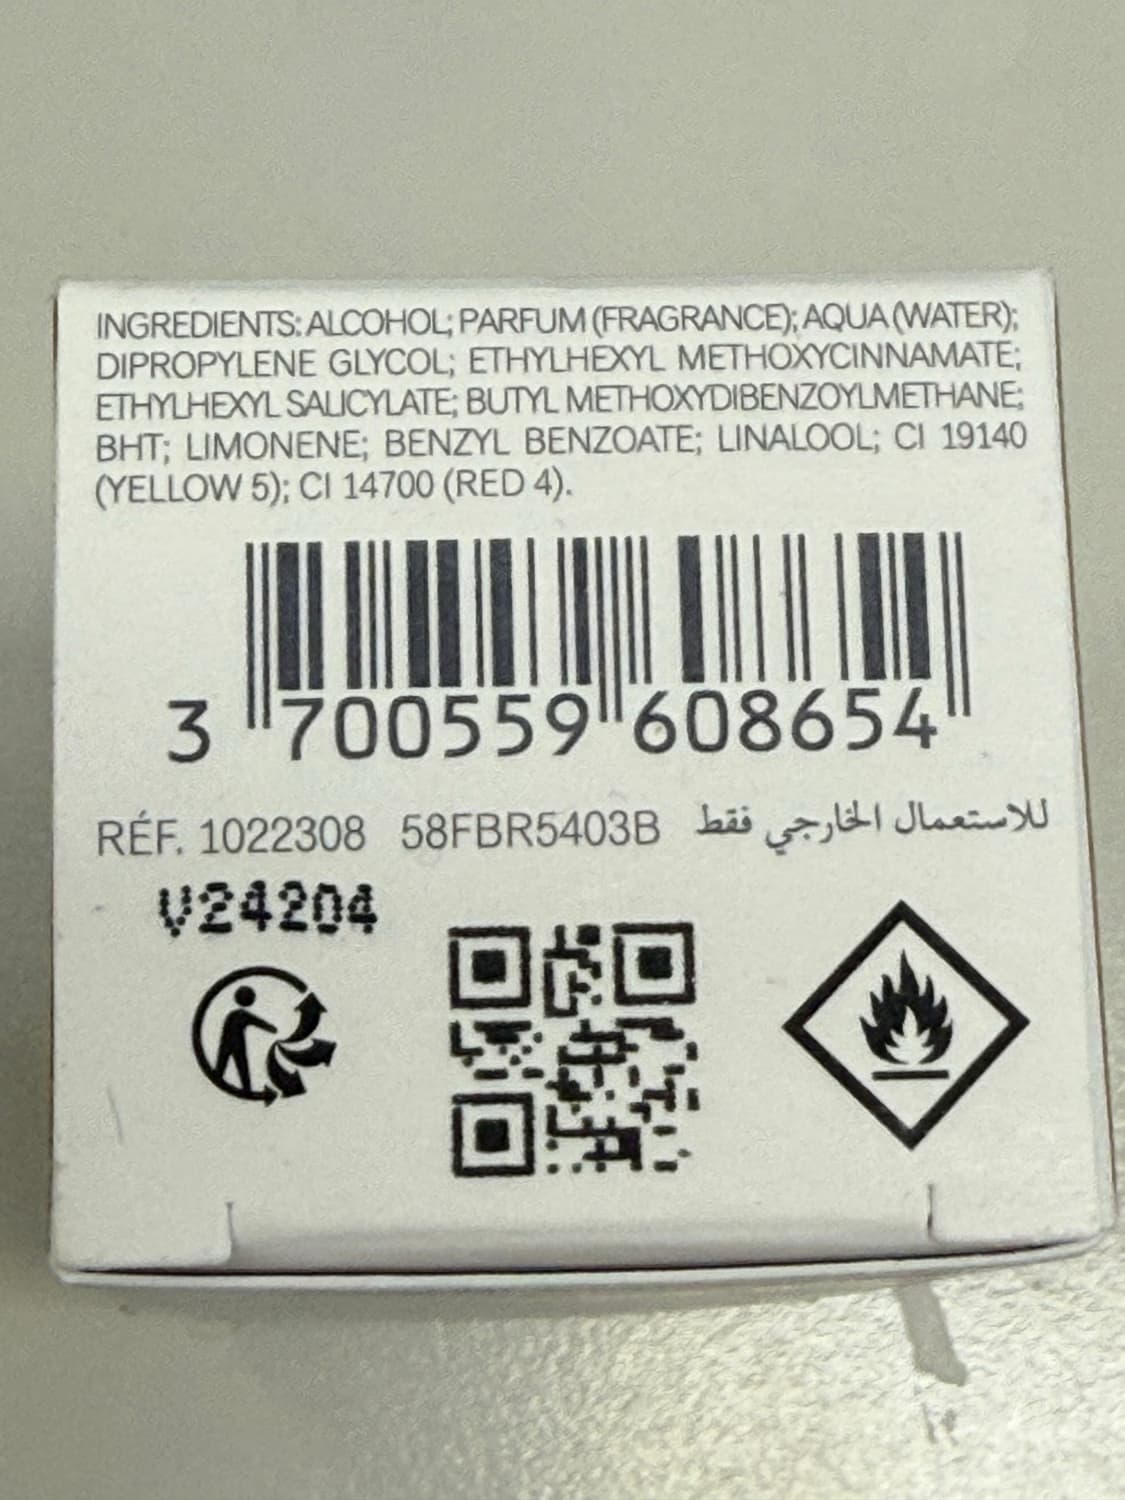 INGREDIENTS: ALCOHOL; PARFUM (FRAGRANCE); AQUA (WATER);
DIPROPYLENE GLYCOL; ETHYLHEXYL METHOXYCINNAMATE;
ETHYLHEXYL SALICYLATE; BUTYL METHOXYDIBENZOYLMETHANE;
BHT; LIMONENE; BENZYL BENZOATE; LINALOOL; CI 19140
(YELLOW 5); CI 14700 (RED 4).
3 700559 608654
RÉF. 1022308 58FBR5403B للاستعمال الخارجي فقط
V24204